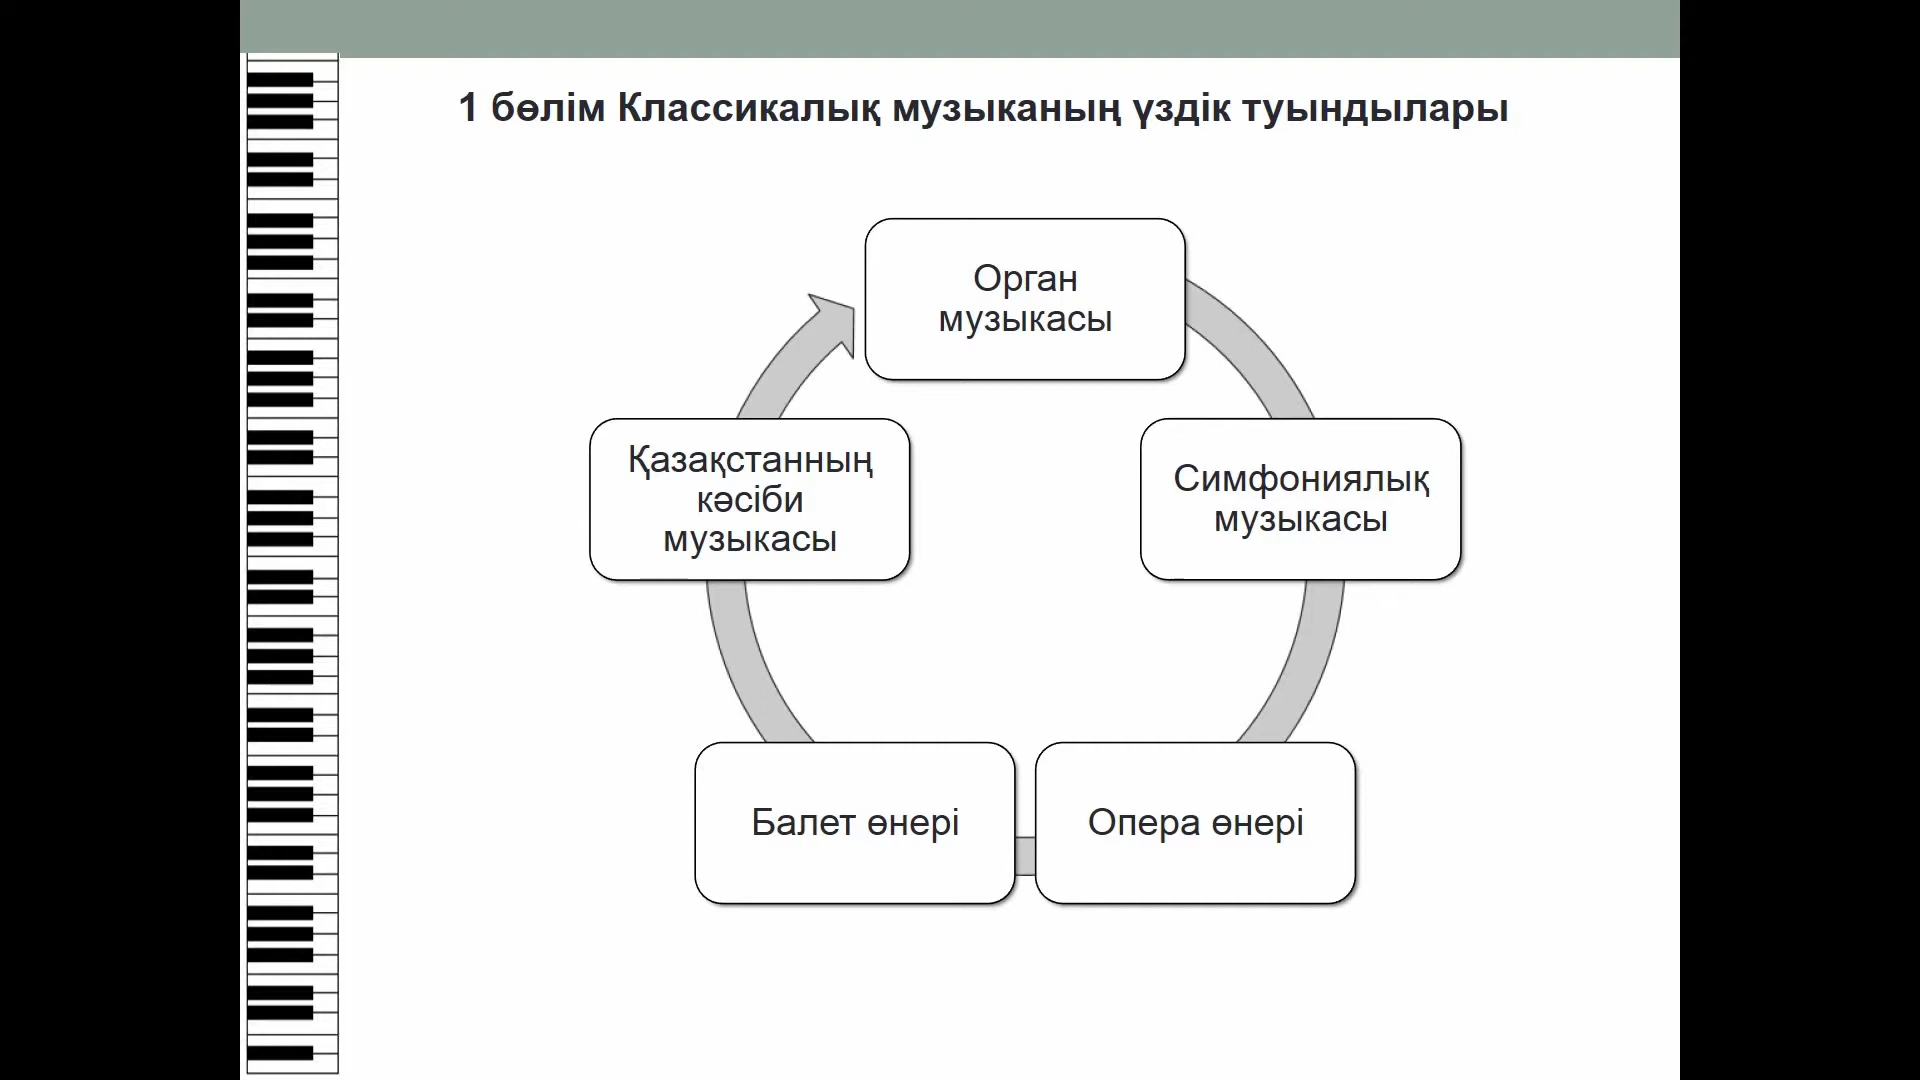 1 бөлім Классикалық музыканың үздік туындылары
Орган
музыкасы
Симфониялық
музыкасы
Опера өнері
Балет өнері
Қазақстанның
кәсіби
музыкасы